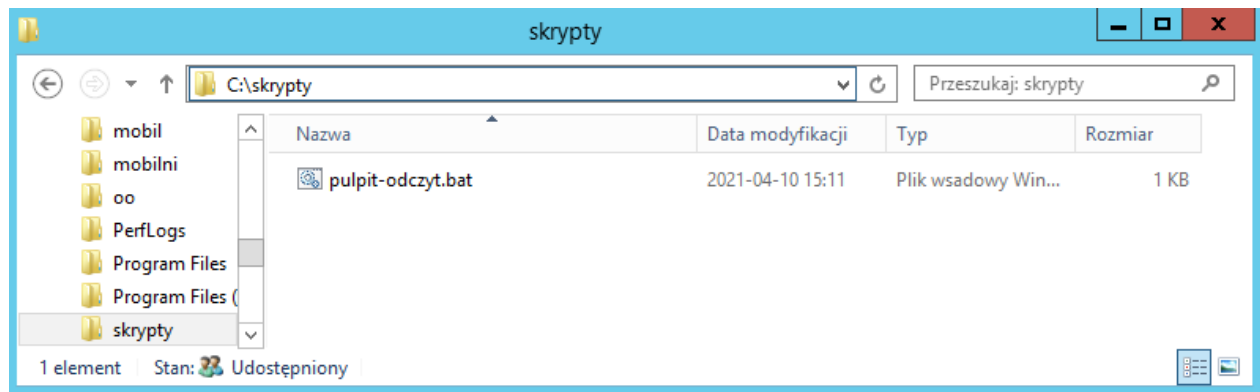 skrypty
C:\skrypty
Przeszukaj: skrypty
mobil
mobilni
oo
PerfLogs
Program Files
Program Files (
skrypty
Nazwa Data modyfikacji Typ Rozmiar
pulpit-odczyt.bat 2021-04-10 15:11 Plik wsadowy Win... 1 KB
1 element Stan: Udostępniony